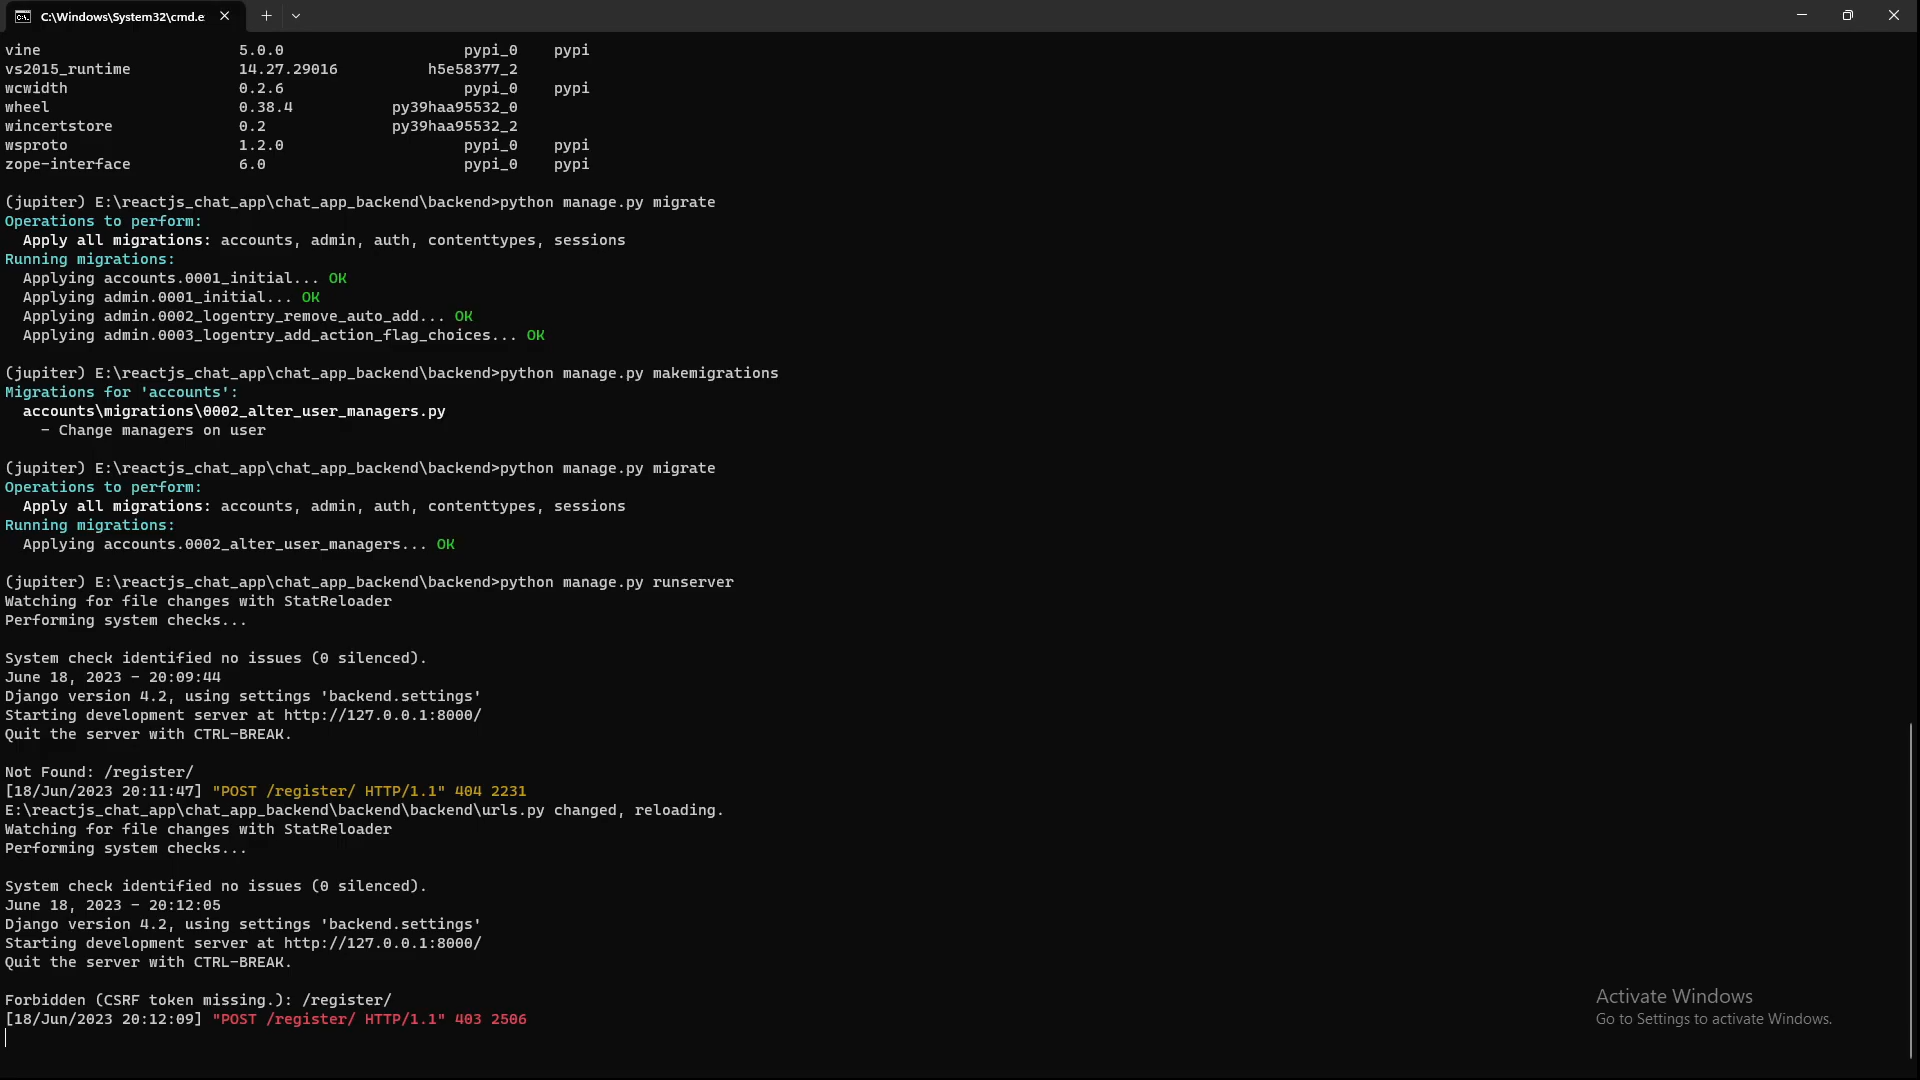 C:\Windows\System32\cmd.e
vine 5.0.0 pypi_0 pypi
vs2015_runtime 14.27.29016 h5e58377_2
wcwidth 0.2.6 pypi_0 pypi
wheel 0.38.4 py39haa95532_0
wincertstore 0.2 py39haa95532_2
wsproto 1.2.0 pypi_0 pypi
zope-interface 6.0 pypi_0 pypi
(jupiter) E:\reactjs_chat_app\chat_app_backend\backend>python manage.py migrate
Operations to perform:
Apply all migrations: accounts, admin, auth, contenttypes, sessions
Running migrations:
Applying accounts.0001_initial... OK
Applying admin.0001_initial... OK
Applying admin.0002_logentry_remove_auto_add... OK
Applying admin.0003_logentry_add_action_flag_choices... OK
(jupiter) E:\reactjs_chat_app\chat_app_backend\backend>python manage.py makemigrations
Migrations for 'accounts':
accounts\migrations\0002_alter_user_managers.py
- Change managers on user
(jupiter) E:\reactjs_chat_app\chat_app_backend\backend>python manage.py migrate
Operations to perform:
Apply all migrations: accounts, admin, auth, contenttypes, sessions
Running migrations:
Applying accounts.0002_alter_user_managers... OK
(jupiter) E:\reactjs_chat_app\chat_app_backend\backend>python manage.py runserver
Watching for file changes with StatReloader
Performing system checks...
System check identified no issues (0 silenced).
June 18, 2023 - 20:09:44
Django version 4.2, using settings 'backend.settings'
Starting development server at http://127.0.0.1:8000/
Quit the server with CTRL-BREAK.
Not Found: /register/
[18/Jun/2023 20:11:47] "POST /register/ HTTP/1.1" 404 2231
E:\reactjs_chat_app\chat_app_backend\backend\backend\urls.py changed, reloading.
Watching for file changes with StatReloader
Performing system checks...
System check identified no issues (0 silenced).
June 18, 2023 - 20:12:05
Django version 4.2, using settings 'backend.settings'
Starting development server at http://127.0.0.1:8000/
Quit the server with CTRL-BREAK.
Forbidden (CSRF token missing.): /register/
[18/Jun/2023 20:12:09] "POST /register/ HTTP/1.1" 403 2506
Activate Windows
Go to Settings to activate Windows.